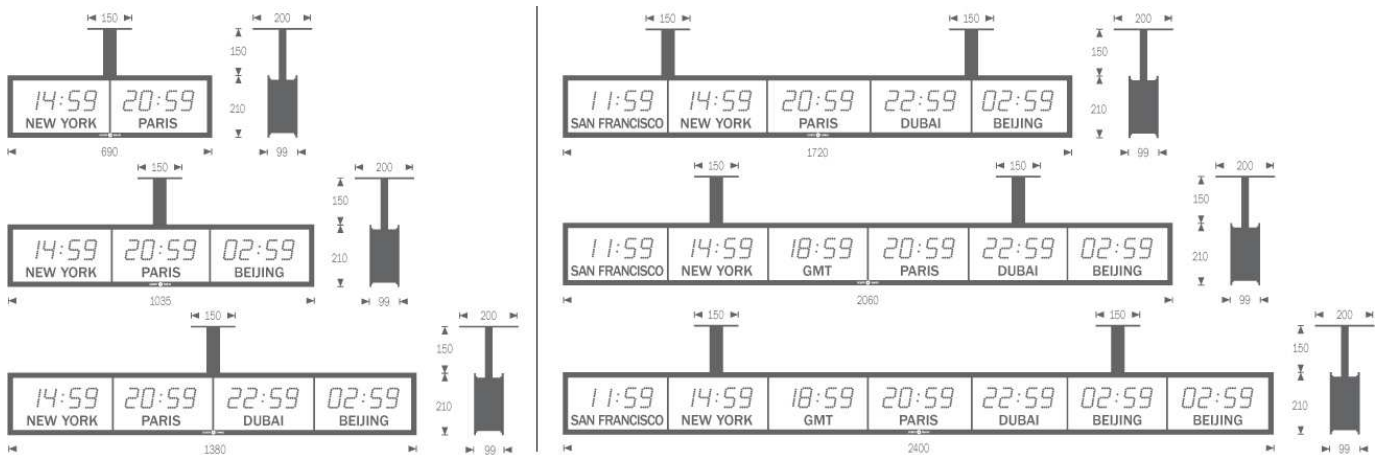 150 200
150
14:59 20:59
NEW YORK PARIS
210
690 99
150 200
150
14:59 20:59 02:59
NEW YORK PARIS BEIJING
210
1035 99
150 200
150
14:59 20:59 22:59 02:59
NEW YORK PARIS DUBAI BEIJING
210
1380 99
150 150 200
150
11:59 14:59 20:59 22:59 02:59
SAN FRANCISCO NEW YORK PARIS DUBAI BEIJING
210
1720 99
150 150 200
150
11:59 14:59 18:59 20:59 22:59 02:59
SAN FRANCISCO NEW YORK GMT PARIS DUBAI BEIJING
210
2060 99
150 150 200
150
11:59 14:59 18:59 20:59 22:59 02:59 02:59
SAN FRANCISCO NEW YORK GMT PARIS DUBAI BEIJING BEIJING
210
2400 99